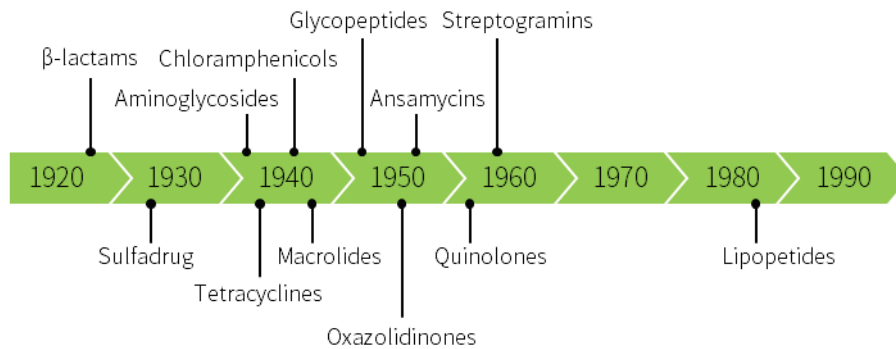 Glycopeptides Streptogramins
β-lactams Chloramphenicols
Aminoglycosides Ansamycins
1920 1930 1940 1950 1960 1970 1980 1990
Sulfadrug Macrolides Quinolones Lipopetides
Tetracyclines
Oxazolidinones